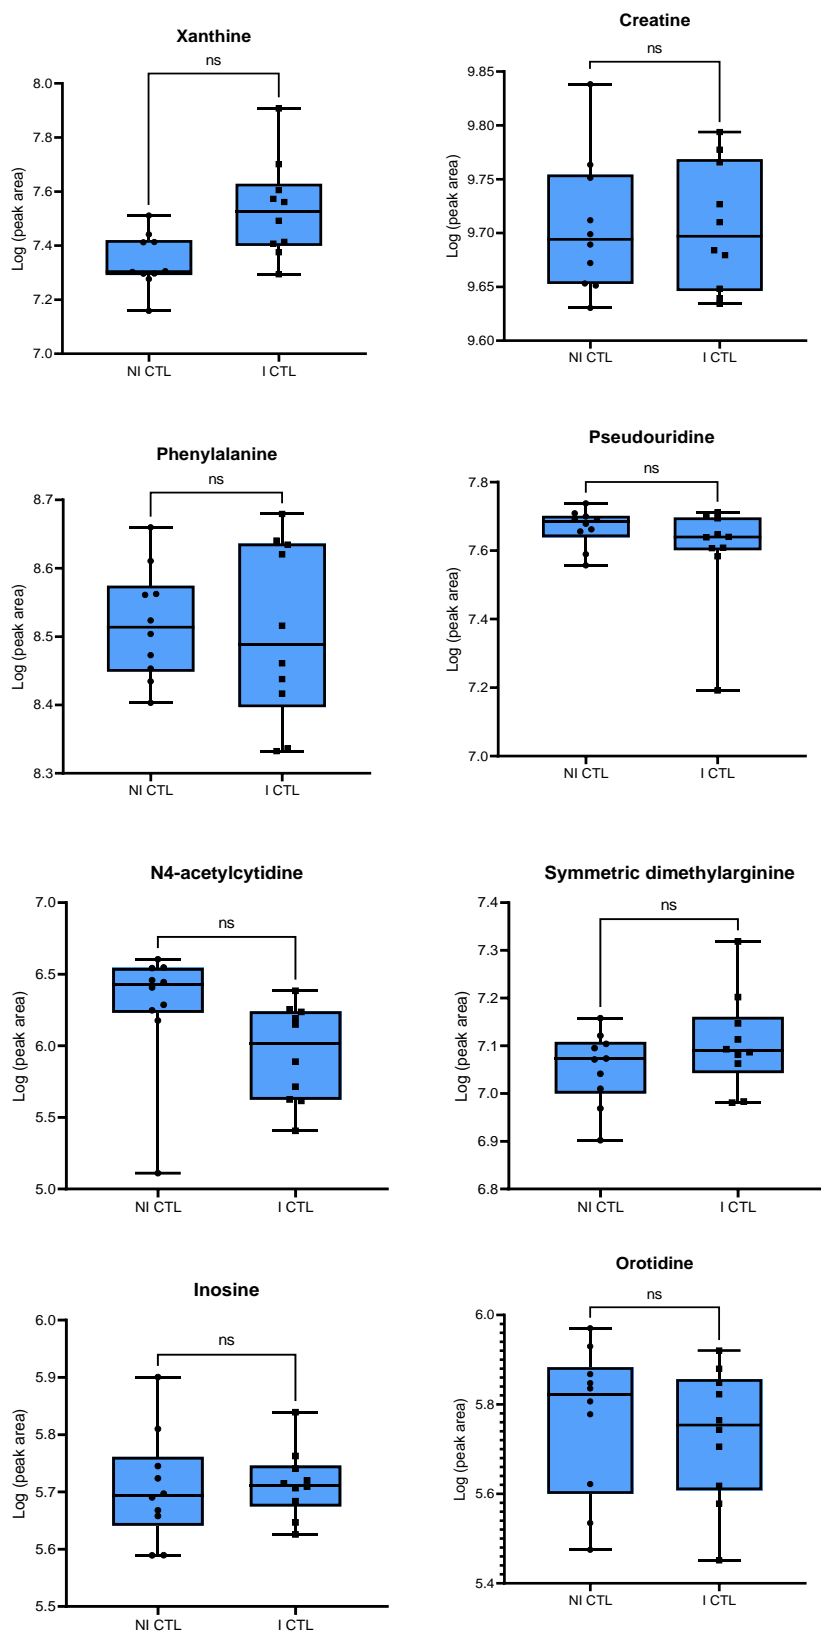 Xanthine
ns
Log (peak area)
8.0
7.8
7.6
7.4
7.2
7.0
NI CTL
I CTL
Creatine
ns
Log (peak area)
9.85
9.80
9.75
9.70
9.65
9.60
NI CTL
I CTL
Phenylalanine
ns
Log (peak area)
8.7
8.6
8.5
8.4
8.3
NI CTL
I CTL
Pseudouridine
ns
Log (peak area)
7.8
7.6
7.4
7.2
7.0
NI CTL
I CTL
N4-acetylcytidine
ns
Log (peak area)
7.0
6.5
6.0
5.5
5.0
NI CTL
I CTL
Symmetric dimethylarginine
ns
Log (peak area)
7.4
7.3
7.2
7.1
7.0
6.9
6.8
NI CTL
I CTL
Inosine
ns
Log (peak area)
6.0
5.9
5.8
5.7
5.6
5.5
NI CTL
I CTL
Orotidine
ns
Log (peak area)
6.0
5.8
5.6
5.4
NI CTL
I CTL